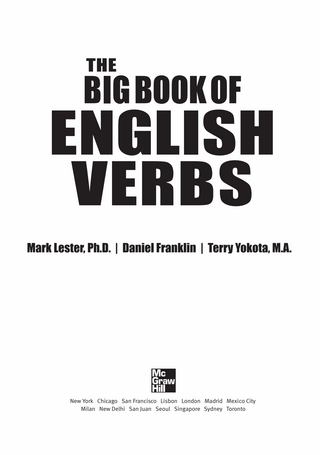 THE
BIG BOOK OF
ENGLISH
VERBS
Mark Lester, Ph.D. | Daniel Franklin | Terry Yokota, M.A.
Mc
Graw
Hill
New York Chicago San Francisco Lisbon London Madrid Mexico City
Milan New Delhi San Juan Seoul Singapore Sydney Toronto